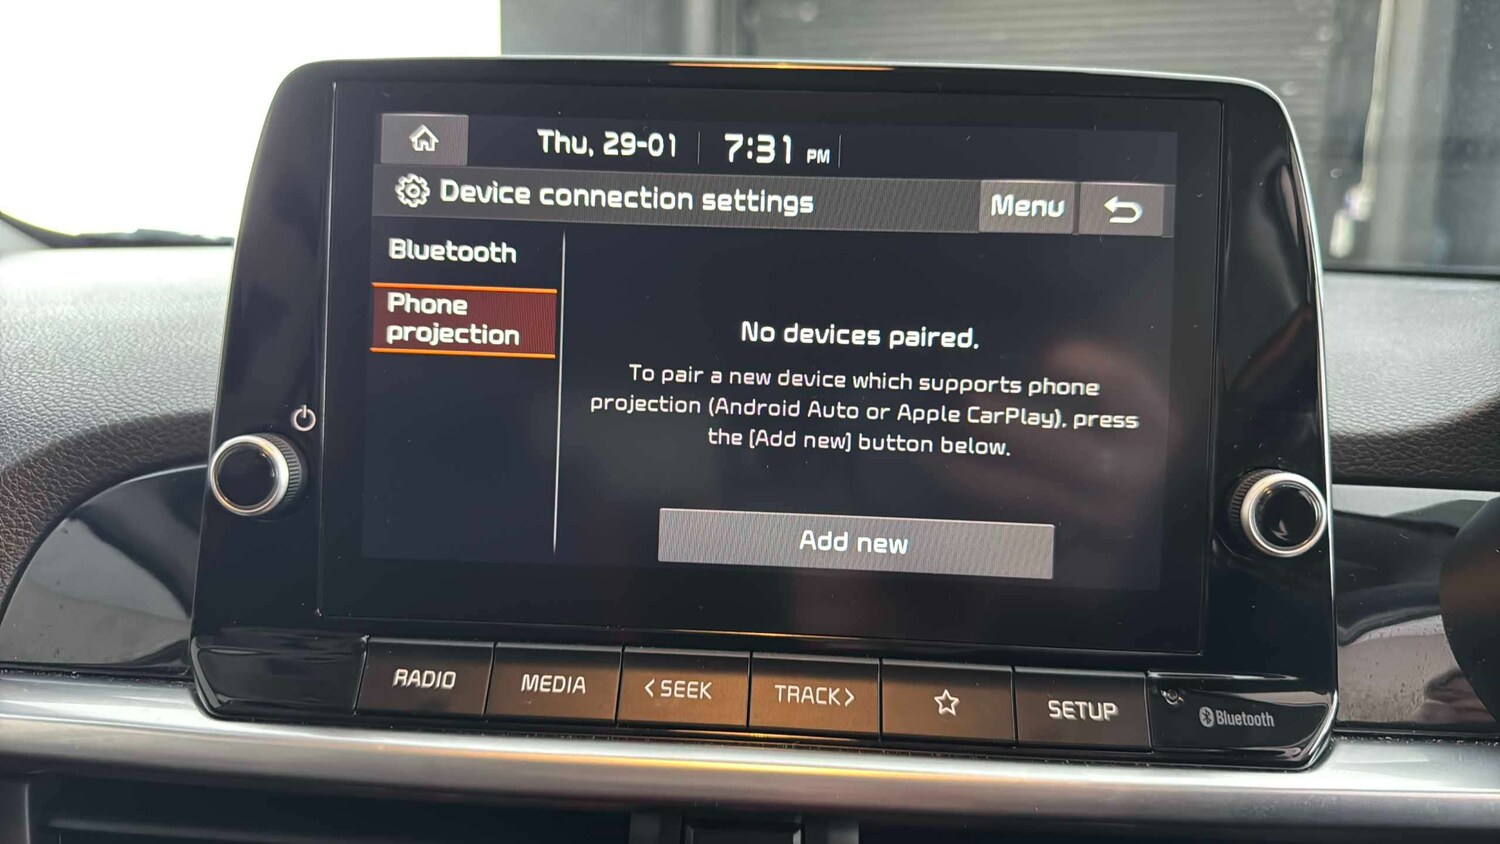 Thu, 29-01 7:31 PM
Device connection settings
Menu
Bluetooth
Phone
projection
No devices paired.
To pair a new device which supports phone
projection (Android Auto or Apple CarPlay), press
the [Add new] button below.
Add new
RADIO
MEDIA
< SEEK
TRACK >
SETUP
Bluetooth